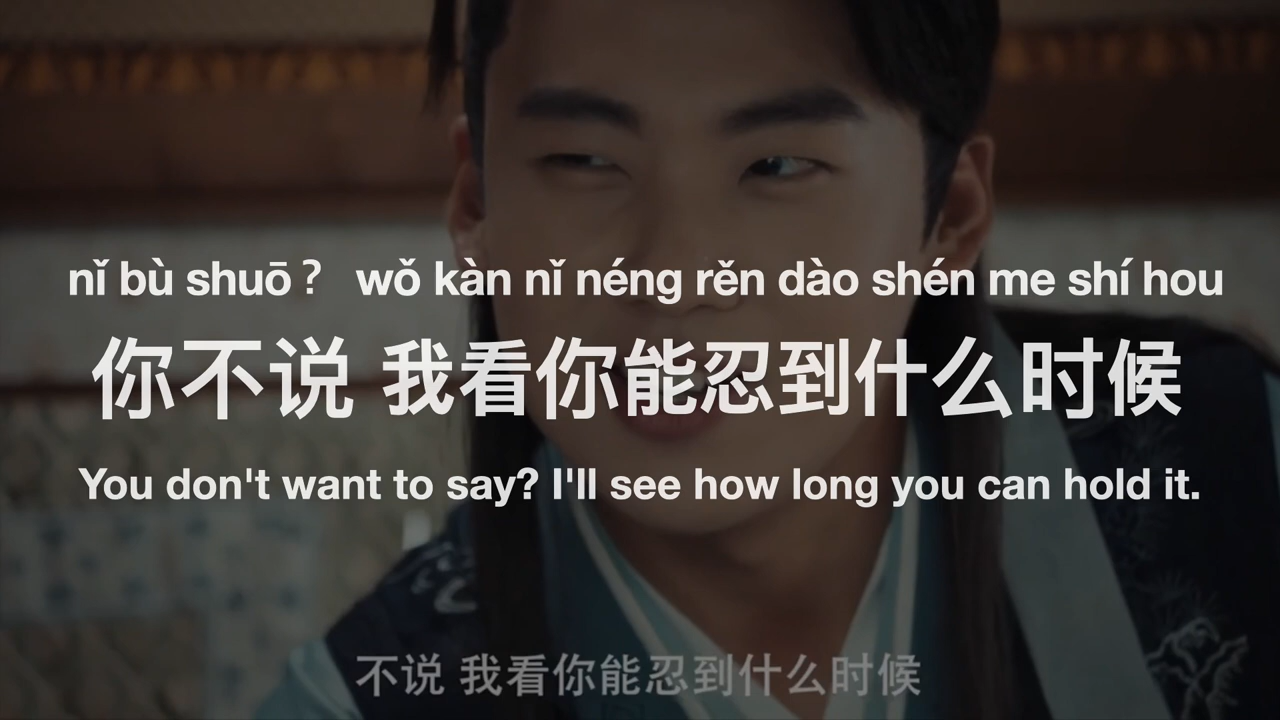 nǐ bù shuō？ wǒ kàn nǐ néng rěn dào shén me shí hou
你不说 我看你能忍到什么时候
You don't want to say? I'll see how long you can hold it.
不说 我看你能忍到什么时候